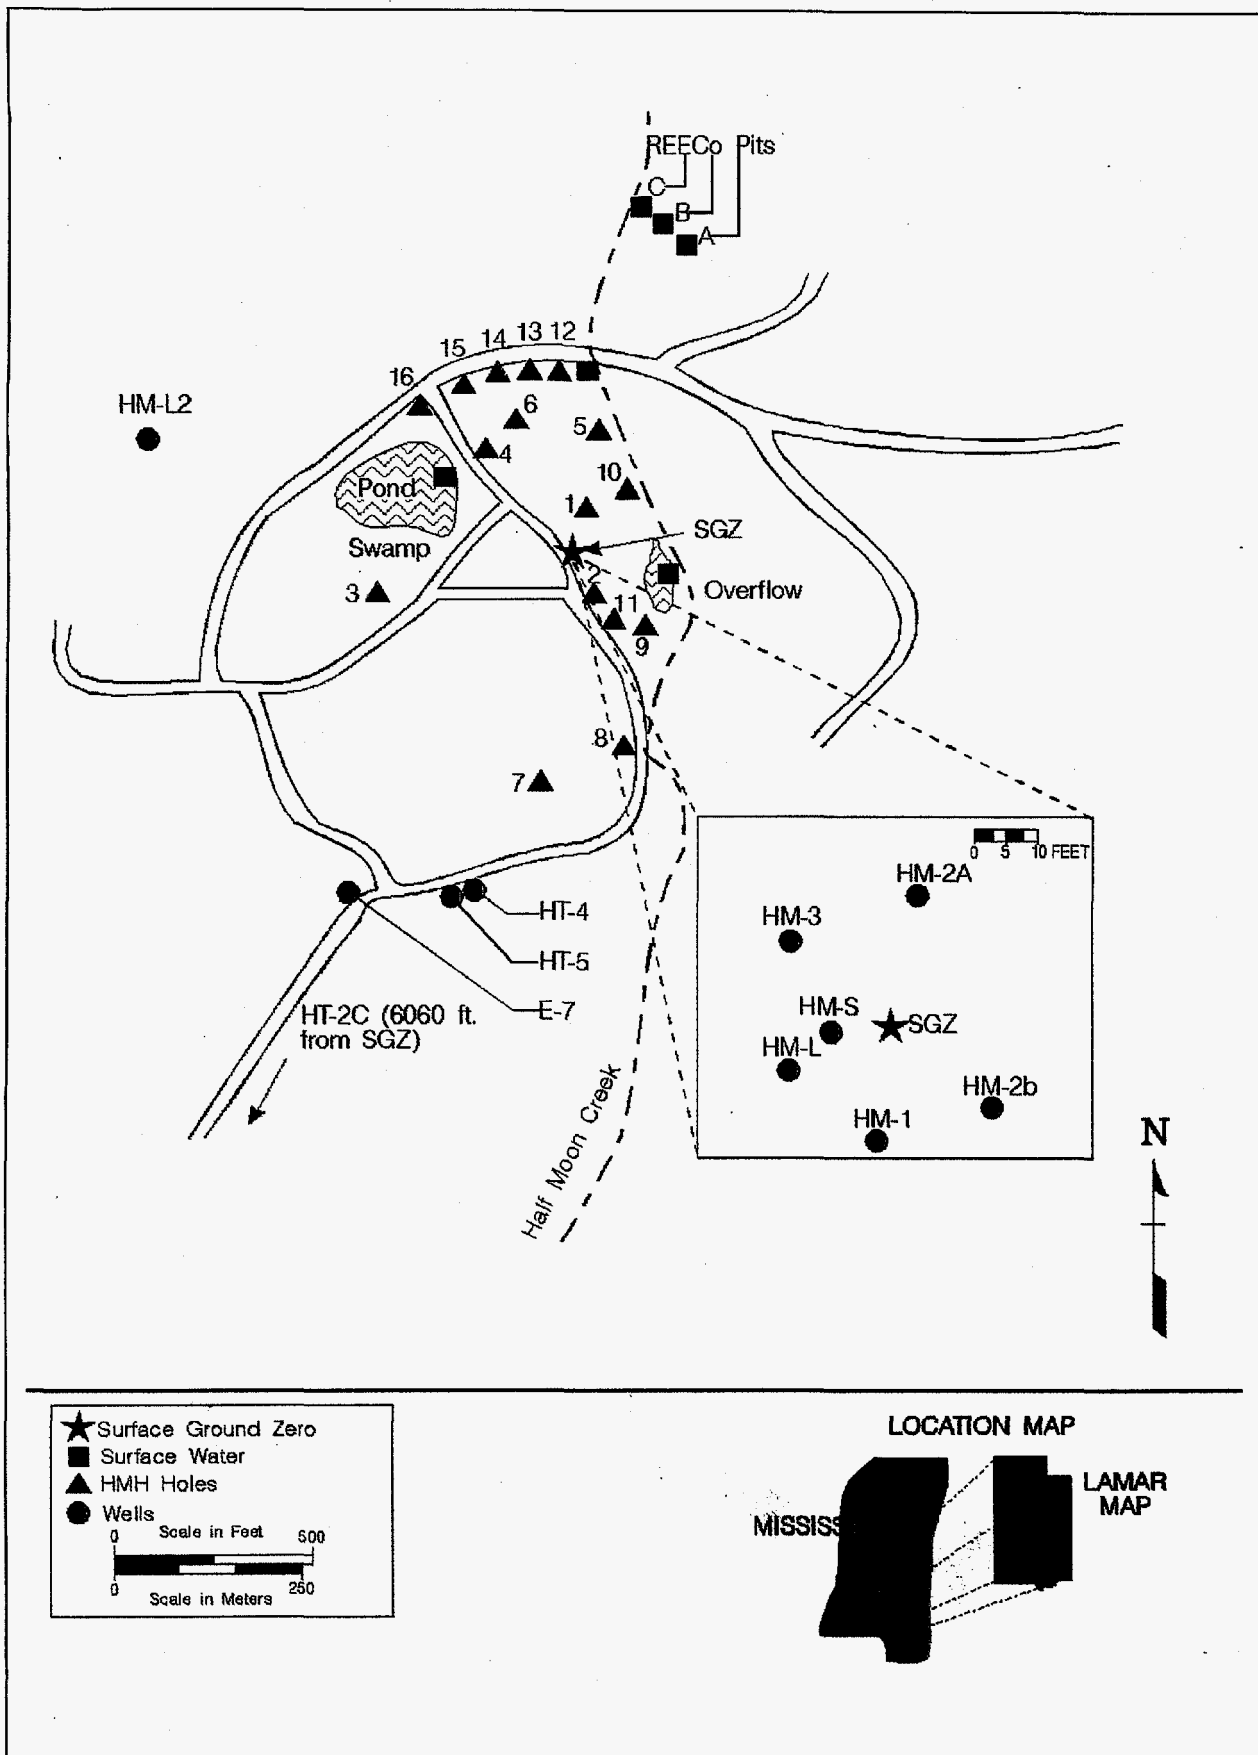 REECo Pits
C
B
A
12
13
14
15
16
HM-L2
6
5
4
10
Pond
1
SGZ
Swamp
2
3
Overflow
11
9
8
7
0 5 10 FEET
HM-2A
HM-3
HT-4
HT-5
E-7
HT-2C (6060 ft.
from SGZ)
HM-S
SGZ
HM-L
HM-2b
HM-1
Half Moon Creek
N
Surface Ground Zero
Surface Water
HMH Holes
Wells
0 Scale in Feet 500
0 250
Scale in Meters
LOCATION MAP
LAMAR
MAP
MISSISS